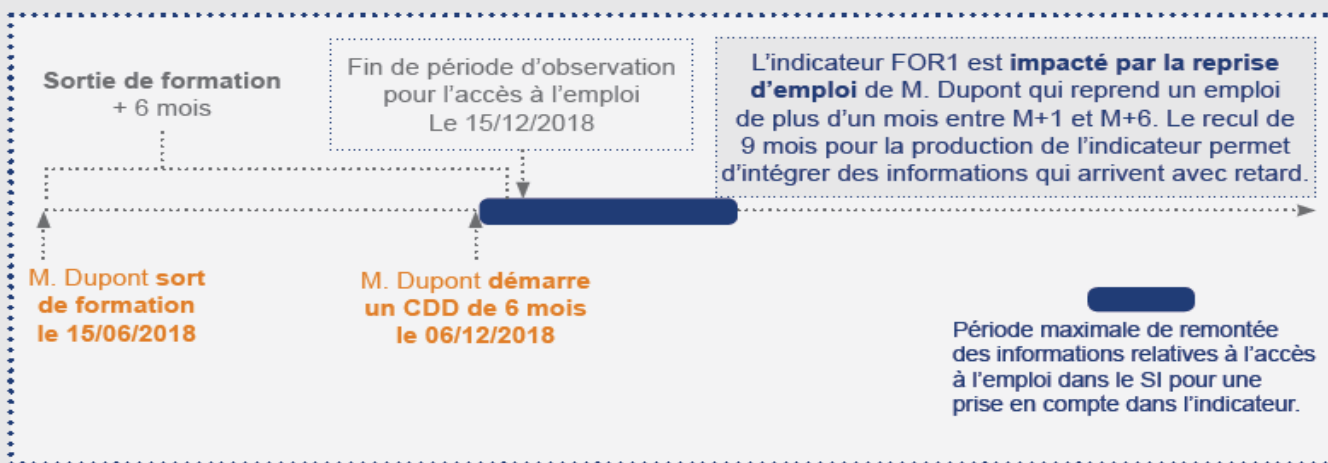 Sortie de formation
+ 6 mois
Fin de période d'observation
pour l'accès à l'emploi
Le 15/12/2018
L'indicateur FOR1 est impacté par la reprise
d'emploi de M. Dupont qui reprend un emploi
de plus d'un mois entre M+1 et M+6. Le recul de
9 mois pour la production de l'indicateur permet
d'intégrer des informations qui arrivent avec retard.
M. Dupont sort
de formation
le 15/06/2018
M. Dupont démarre
un CDD de 6 mois
le 06/12/2018
Période maximale de remontée
des informations relatives à l'accès
à l'emploi dans le SI pour une
prise en compte dans l'indicateur.